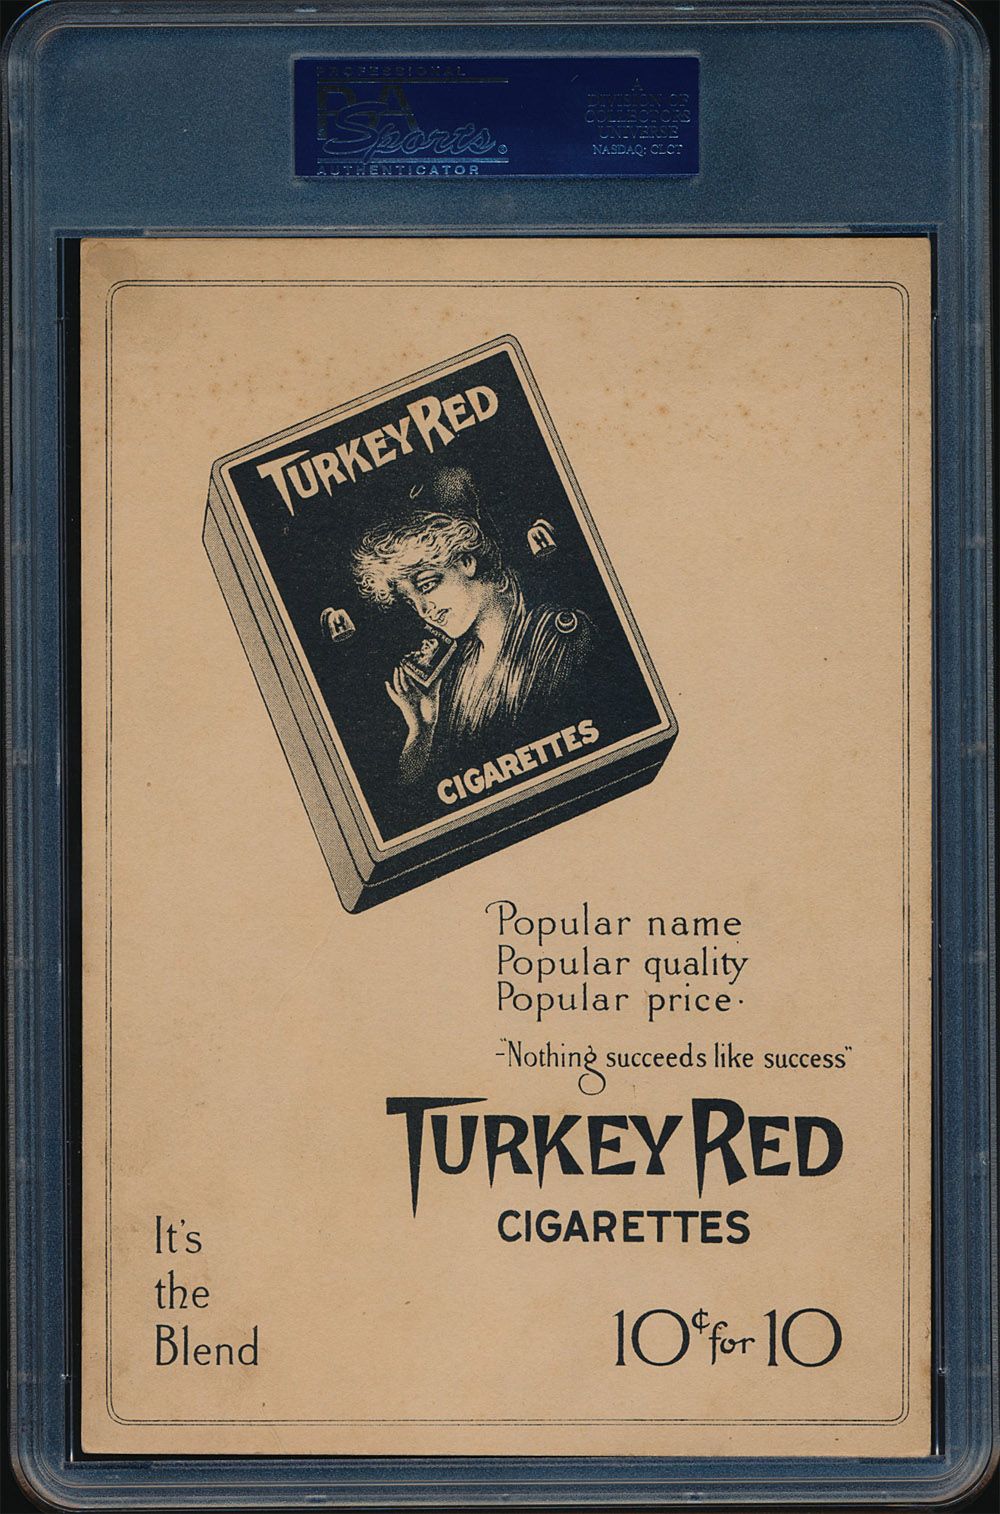 PROFESSIONAL
PSA
Sports
AUTHENTICATOR
A
DIVISION OF
COLLECTORS
UNIVERSE
NASDAQ: CLCT
TURKEY RED
H
H
CIGARETTES
Popular name
Popular quality
Popular price.
-"Nothing succeeds like success"
TURKEY RED
CIGARETTES
It's
the
Blend
10¢ for 10